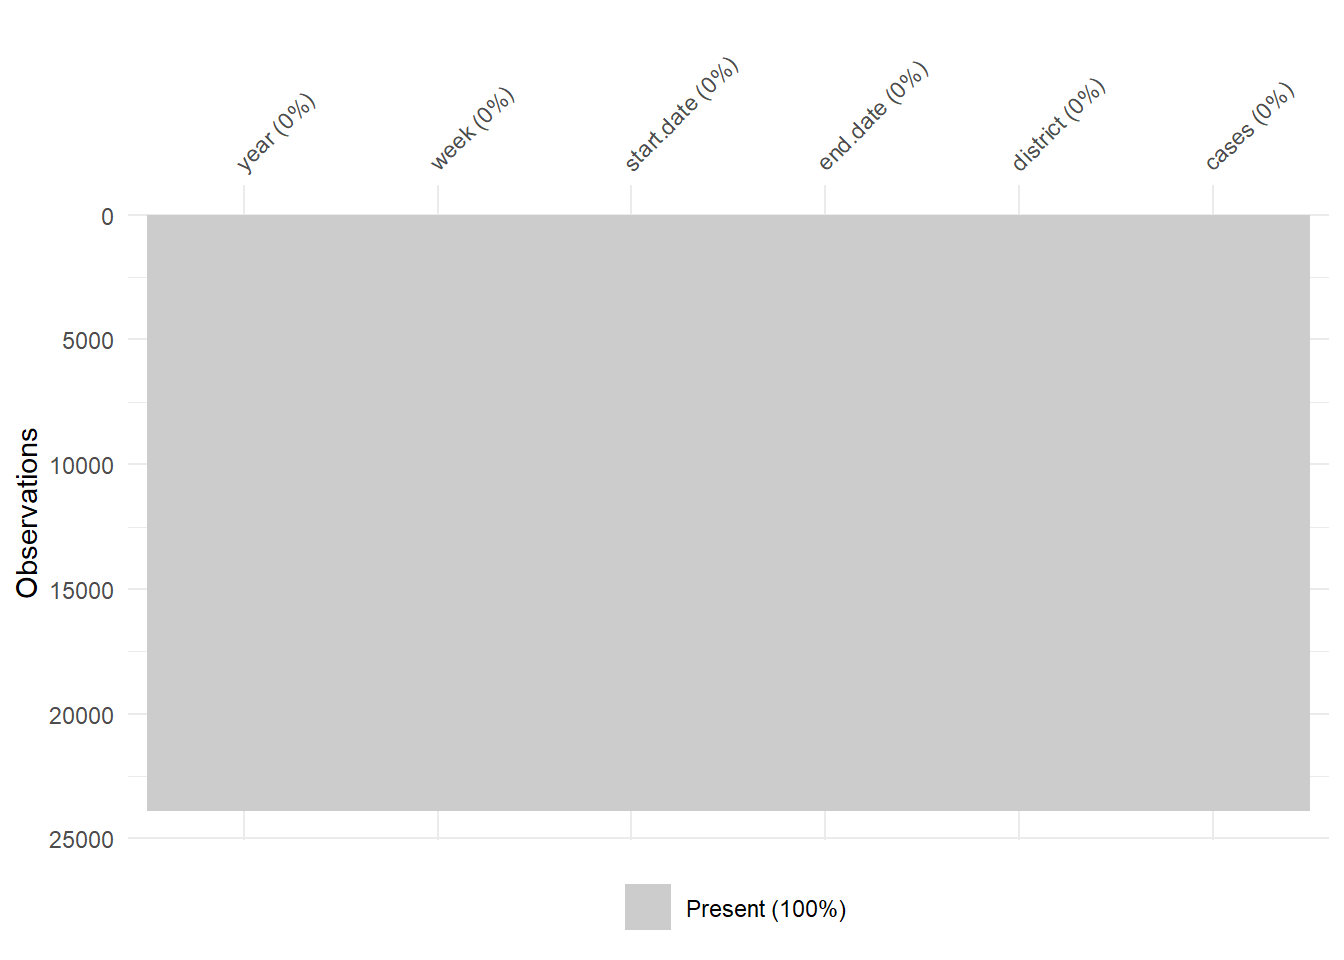 year (0%)
week (0%)
start.date (0%)
end.date (0%)
district (0%)
cases (0%)
0
5000
10000
15000
20000
25000
Observations
Present (100%)